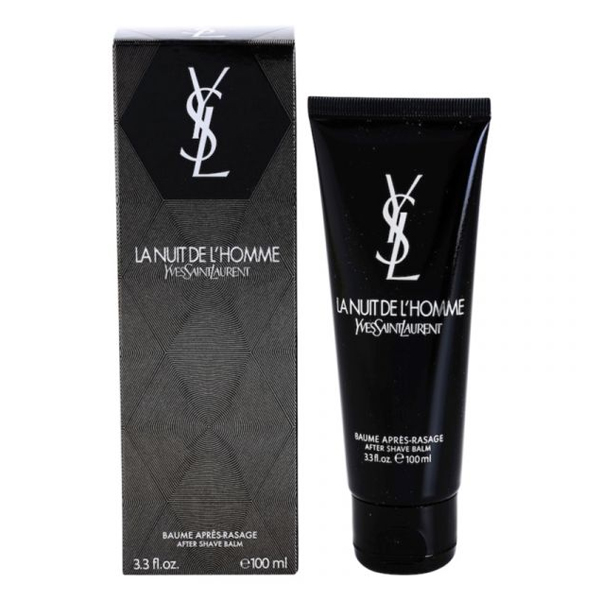 YSL
LA NUIT DE L'HOMME
YVESSAINTLAURENT
BAUME APRÈS-RASAGE
AFTER SHAVE BALM
3.3 fl.oz. ℮100 ml
YSL
LA NUIT DE L'HOMME
YVESSAINTLAURENT
BAUME APRÈS-RASAGE
AFTER SHAVE BALM
3.3 fl.oz. ℮100 ml